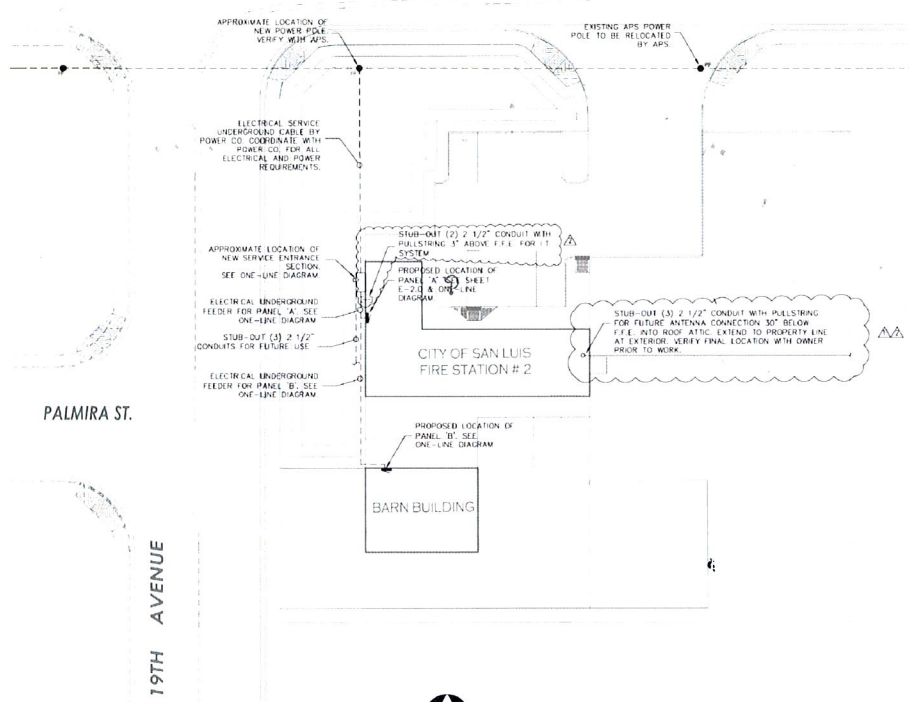 APPROXIMATE LOCATION OF
NEW POWER POLE.
VERIFY WITH APS.
EXISTING APS POWER
POLE TO BE RELOCATED
BY APS.
ELECTRICAL SERVICE
UNDERGROUND CABLE BY
POWER CO. COORDINATE WITH
POWER CO. FOR ALL
ELECTRICAL AND POWER
REQUIREMENTS.
STUB-OUT (2) 2 1/2" CONDUIT WITH
PULLSTRING 3" ABOVE F.F.E. FOR I.T
SYSTEM
APPROXIMATE LOCATION OF
NEW SERVICE ENTRANCE
SECTION.
SEE ONE-LINE DIAGRAM.
PROPOSED LOCATION OF
PANEL 'A' SHEET
E-2.0 & ONE-LINE
DIAGRAM
ELECTRICAL UNDERGROUND
FEEDER FOR PANEL 'A'. SEE
ONE-LINE DIAGRAM
STUB-OUT (3) 2 1/2"
CONDUITS FOR FUTURE USE
ELECTRICAL UNDERGROUND
FEEDER FOR PANEL 'B'. SEE
ONE-LINE DIAGRAM
STUB-OUT (3) 2 1/2" CONDUIT WITH PULLSTRING
FOR FUTURE ANTENNA CONNECTION 30" BELOW
F.F.E. INTO ROOF ATTIC. EXTEND TO PROPERTY LINE
AT EXTERIOR. VERIFY FINAL LOCATION WITH OWNER
PRIOR TO WORK.
CITY OF SAN LUIS
FIRE STATION # 2
PALMIRA ST.
PROPOSED LOCATION OF
PANEL 'B'. SEE
ONE-LINE DIAGRAM
BARN BUILDING
19TH AVENUE